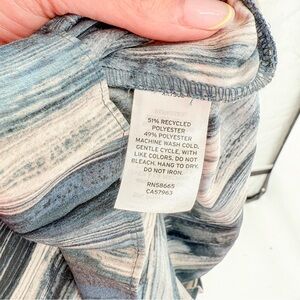 51% RECYCLED
POLYESTER
49% POLYESTER
MACHINE WASH COLD,
GENTLE CYCLE, WITH
LIKE COLORS, DO NOT
BLEACH, HANG TO DRY,
DO NOT IRON.
RN58665
CA57963